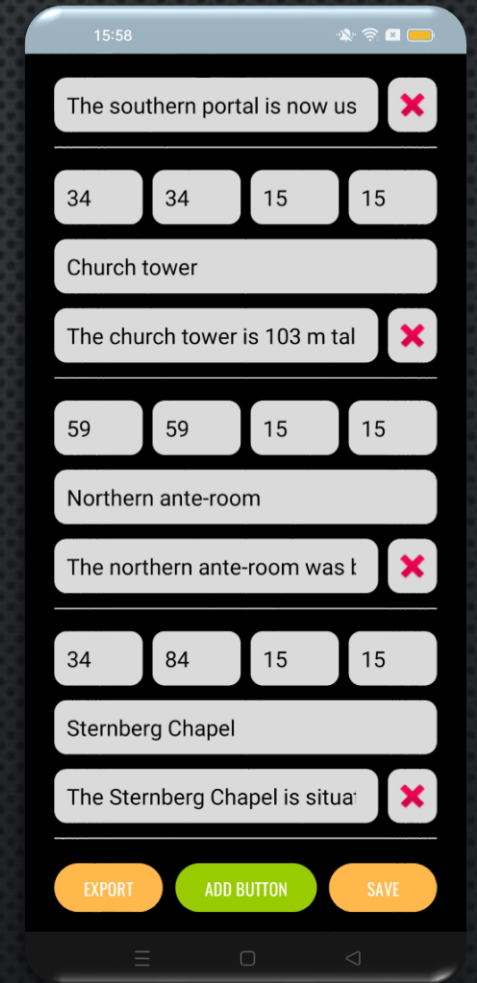 15:58
The southern portal is now us
34 34 15 15
Church tower
The church tower is 103 m tal
59 59 15 15
Northern ante-room
The northern ante-room was
34 84 15 15
Sternberg Chapel
The Sternberg Chapel is situat
EXPORT ADD BUTTON SAVE